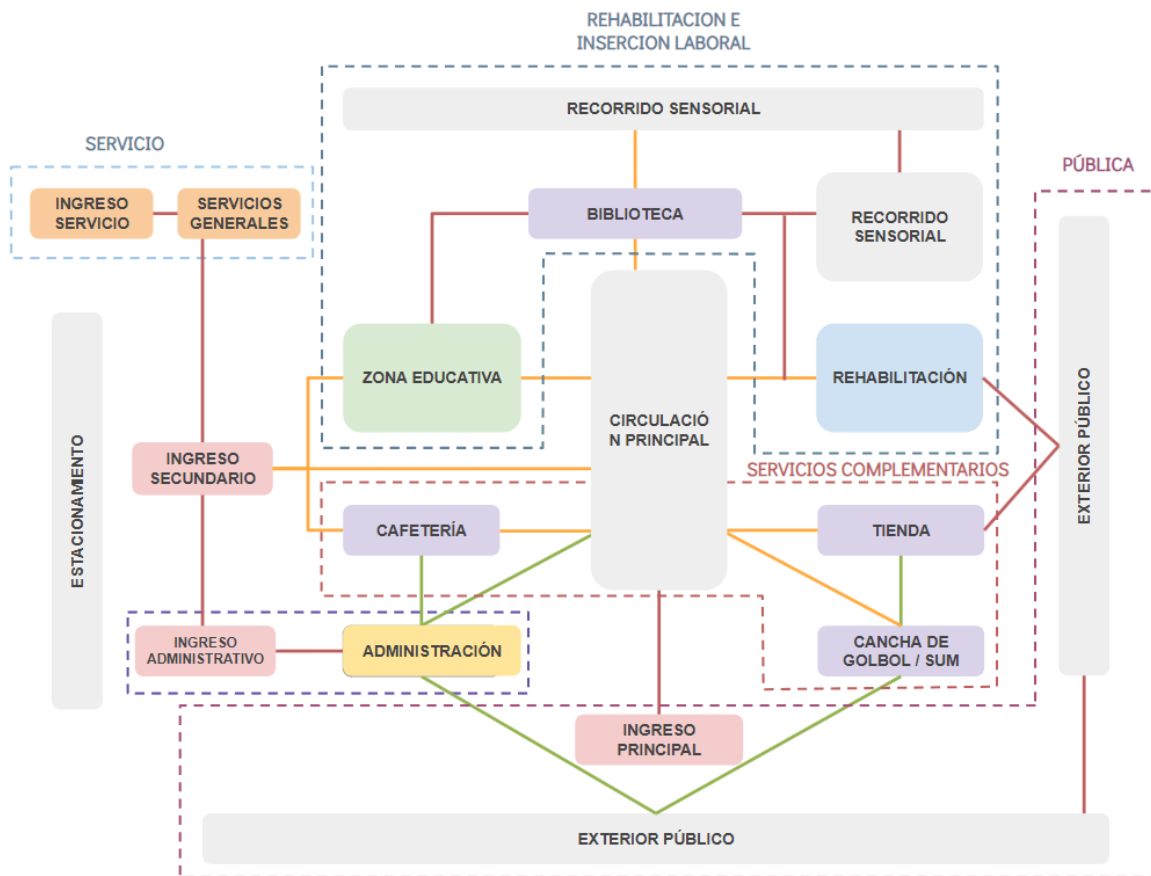 REHABILITACION E
INSERCION LABORAL
RECORRIDO SENSORIAL
SERVICIO
PÚBLICA
INGRESO
SERVICIO
SERVICIOS
GENERALES
BIBLIOTECA
RECORRIDO
SENSORIAL
ZONA EDUCATIVA
REHABILITACIÓN
CIRCULACIÓ
N PRINCIPAL
EXTERIOR PÚBLICO
ESTACIONAMIENTO
INGRESO
SECUNDARIO
SERVICIOS COMPLEMENTARIOS
CAFETERÍA
TIENDA
INGRESO
ADMINISTRATIVO
ADMINISTRACIÓN
CANCHA DE
GOLBOL / SUM
INGRESO
PRINCIPAL
EXTERIOR PÚBLICO